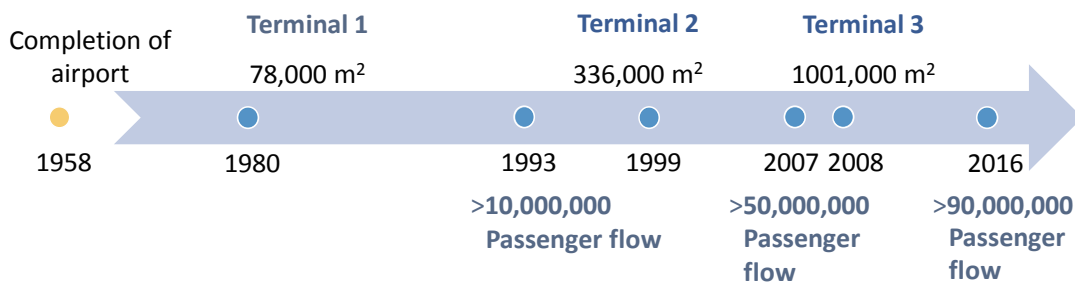 Terminal 1 Terminal 2 Terminal 3
Completion of
airport 78,000 m² 336,000 m² 1001,000 m²
1958 1980 1993 1999 2007 2008 2016
>10,000,000 >50,000,000 >90,000,000
Passenger flow Passenger Passenger
flow flow